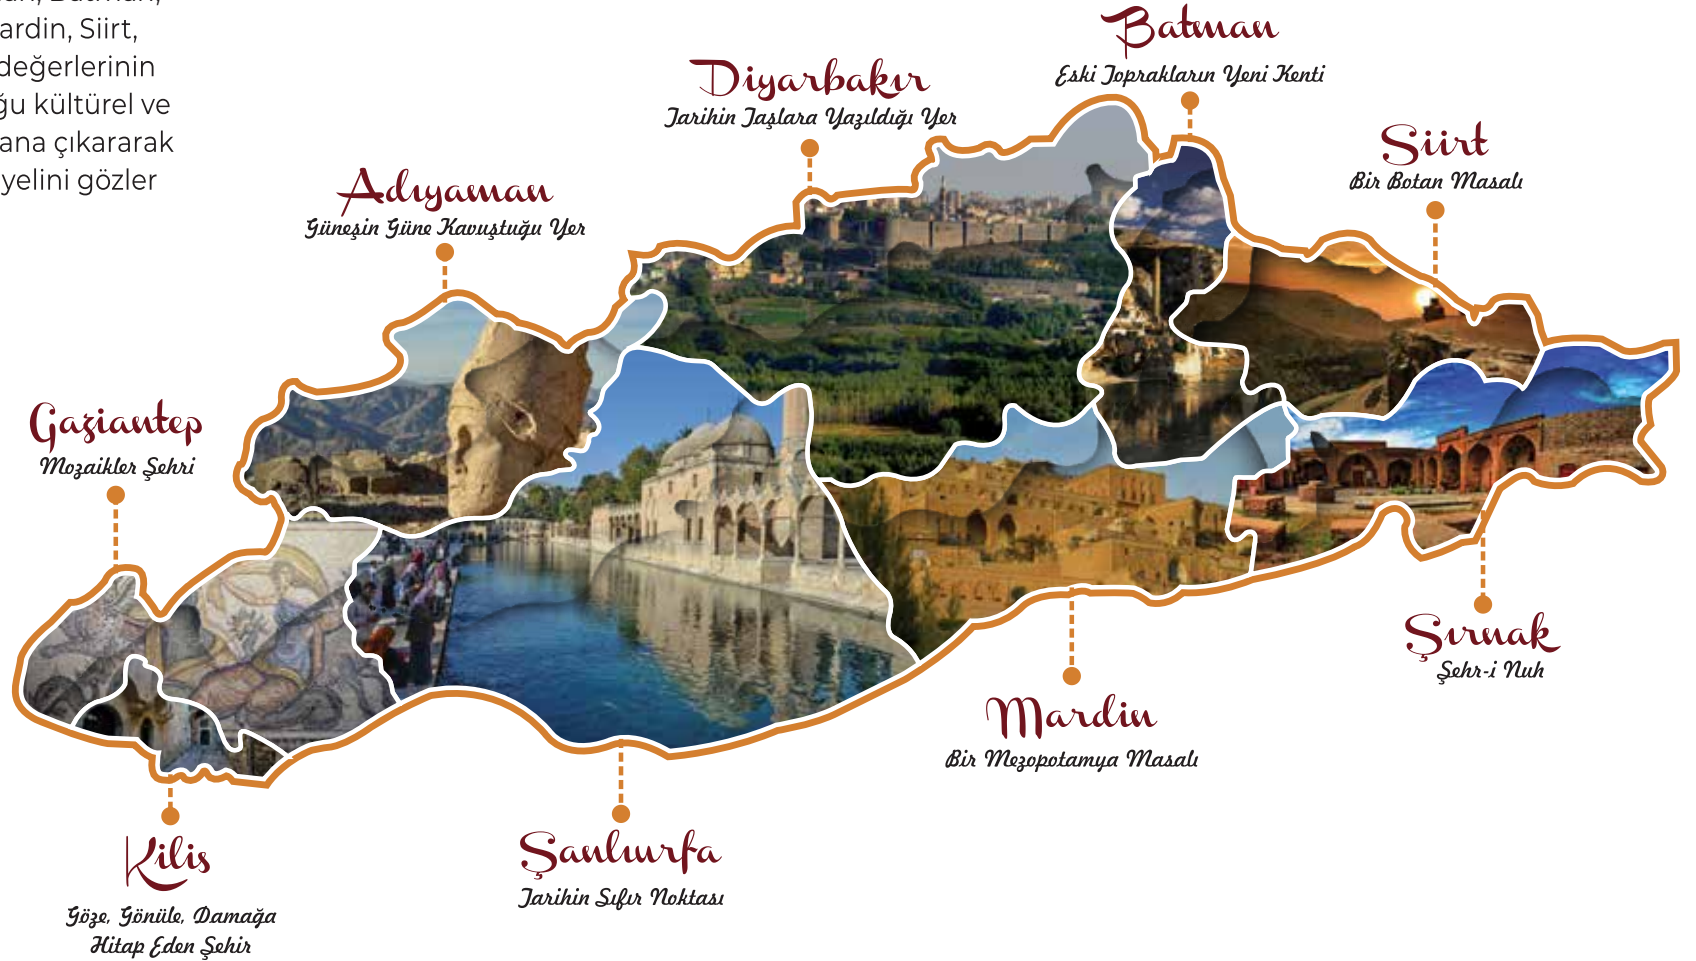 Batman,
ardin, Siirt,
değerlerinin
ğu kültürel ve
ana çıkararak
yelini gözler
Batman
Eski Toprakların Yeni Kenti
Diyarbakır
Tarihin Taşlara Yazıldığı Yer
Siirt
Bir Botan Masalı
Adıyaman
Güneşin Güne Kavuştuğu Yer
Gaziantep
Mozaikler Şehri
Şırnak
Şehr-i Nuh
Mardin
Bir Mezopotamya Masalı
Kilis
Göze, Gönüle, Damağa
Hitap Eden Şehir
Şanlıurfa
Tarihin Sıfır Noktası